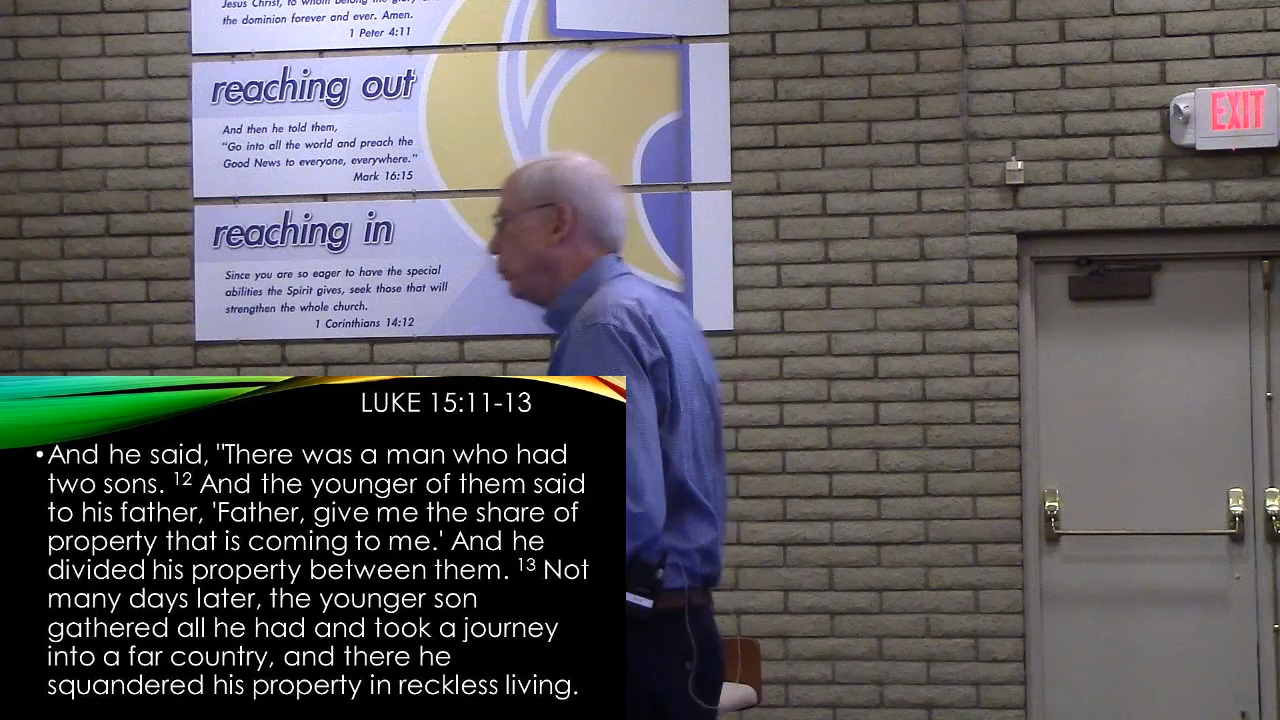 Jesus Christ, to whom belong the glory and
the dominion forever and ever. Amen.
1 Peter 4:11
reaching out
And then he told them,
“Go into all the world and preach the
Good News to everyone, everywhere.”
Mark 16:15
reaching in
Since you are so eager to have the special
abilities the Spirit gives, seek those that will
strengthen the whole church.
1 Corinthians 14:12
EXIT
LUKE 15:11-13
•And he said, "There was a man who had
two sons. 12 And the younger of them said
to his father, 'Father, give me the share of
property that is coming to me.' And he
divided his property between them. 13 Not
many days later, the younger son
gathered all he had and took a journey
into a far country, and there he
squandered his property in reckless living.